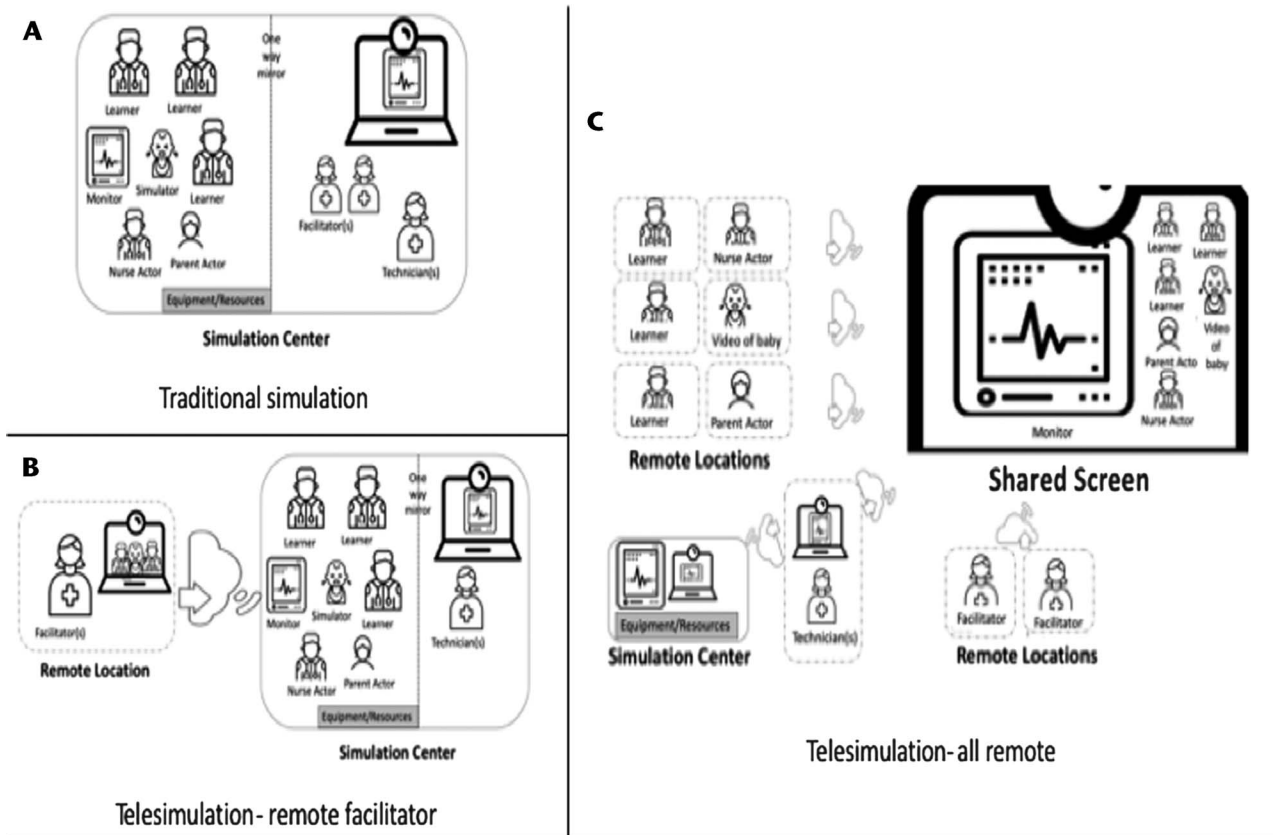 A
One
way
mirror
Learner
Learner
Monitor
Simulator
Learner
Nurse Actor
Parent Actor
Facilitator(s)
Technician(s)
Equipment/Resources
Simulation Center
Traditional simulation
B
One
way
mirror
Learner
Learner
Monitor
Simulator
Learner
Nurse Actor
Parent Actor
Facilitator(s)
Technician(s)
Remote Location
Equipment/Resources
Simulation Center
Telesimulation- remote facilitator
C
Learner
Nurse Actor
Learner
Video of baby
Learner
Parent Actor
Remote Locations
Learner
Learner
Learner
Video
of
baby
Parent Acto
Nurse Actor
Monitor
Shared Screen
Equipment/Resources
Simulation Center
Technician(s)
Facilitator
Facilitator
Remote Locations
Telesimulation- all remote